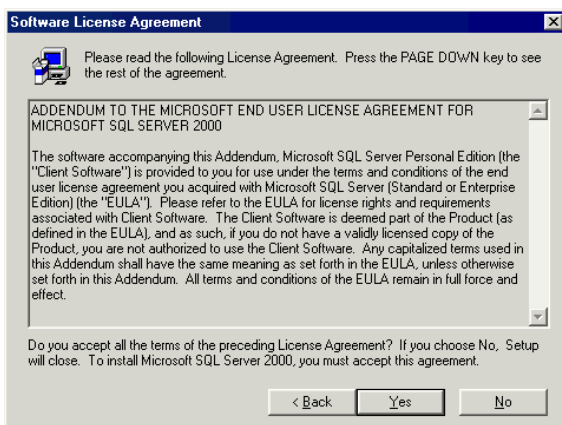 Software License Agreement
Please read the following License Agreement. Press the PAGE DOWN key to see
the rest of the agreement.
ADDENDUM TO THE MICROSOFT END USER LICENSE AGREEMENT FOR
MICROSOFT SQL SERVER 2000
The software accompanying this Addendum, Microsoft SQL Server Personal Edition (the
"Client Software") is provided to you for use under the terms and conditions of the end
user license agreement you acquired with Microsoft SQL Server (Standard or Enterprise
Edition) (the "EULA"). Please refer to the EULA for license rights and requirements
associated with Client Software. The Client Software is deemed part of the Product (as
defined in the EULA), and as such, if you do not have a validly licensed copy of the
Product, you are not authorized to use the Client Software. Any capitalized terms used in
this Addendum shall have the same meaning as set forth in the EULA, unless otherwise
set forth in this Addendum. All terms and conditions of the EULA remain in full force and
effect.
Do you accept all the terms of the preceding License Agreement? If you choose No, Setup
will close. To install Microsoft SQL Server 2000, you must accept this agreement.
< Back Yes No